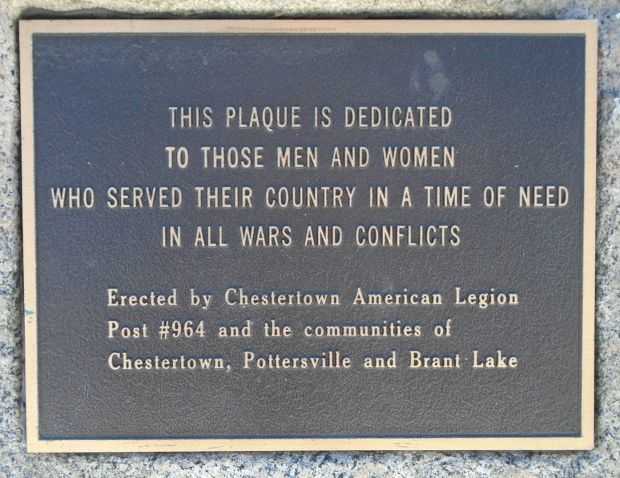 THIS PLAQUE IS DEDICATED
TO THOSE MEN AND WOMEN
WHO SERVED THEIR COUNTRY IN A TIME OF NEED
IN ALL WARS AND CONFLICTS
Erected by Chestertown American Legion
Post #964 and the communities of
Chestertown, Pottersville and Brant Lake